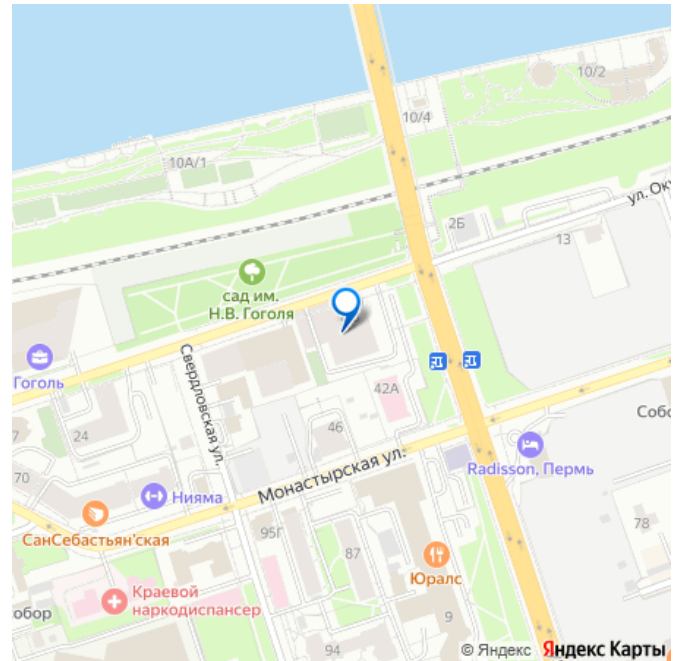 10/2
10/4
10А/1
ул. Оку
2Б
13
сад им.
Н.В. Гоголя
Гоголь
Свердловская ул.
42А
Собо
7
24
46
Монастырская ул.
Radisson, Пермь
70
Нияма
СанСебастьян'ская
95Г
87
78
Юралс
Краевой
наркодиспансер
обор
9
94
© Яндекс Яндекс Карты